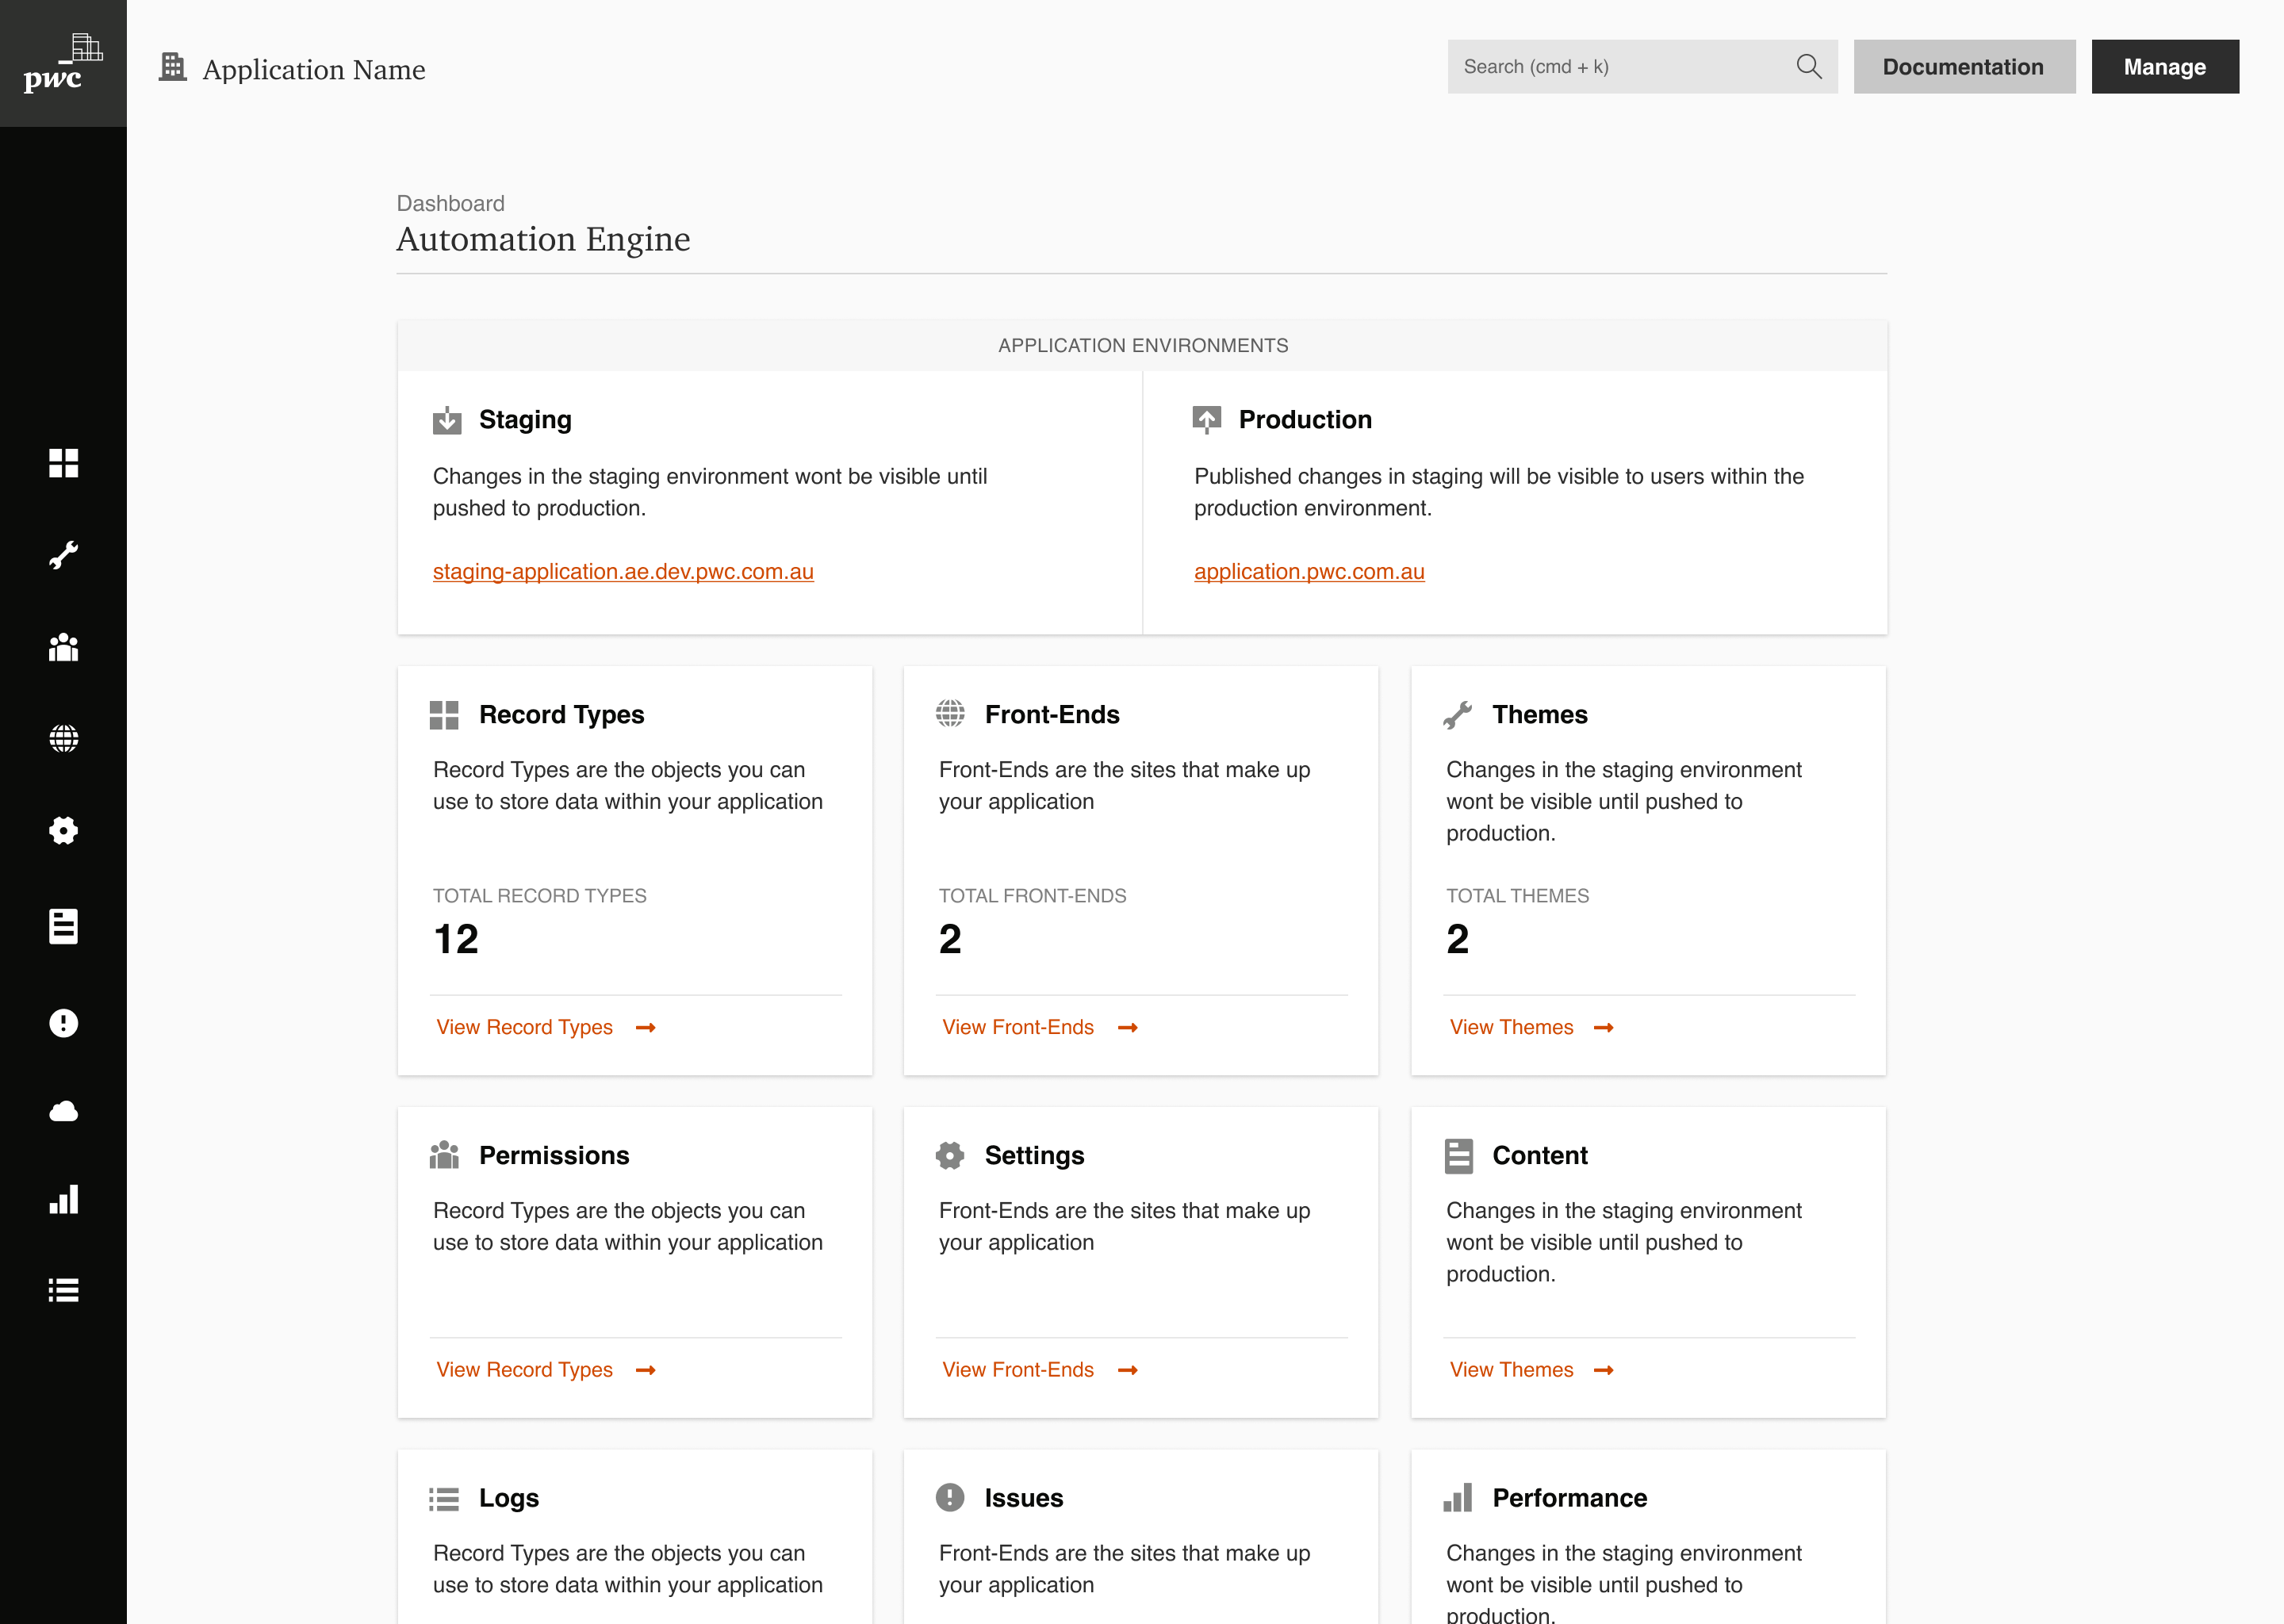 pwc
Application Name
Search (cmd + k)
Documentation
Manage
Dashboard
Automation Engine
APPLICATION ENVIRONMENTS
Staging
Changes in the staging environment wont be visible until
pushed to production.
staging-application.ae.dev.pwc.com.au
Production
Published changes in staging will be visible to users within the
production environment.
application.pwc.com.au
Record Types
Record Types are the objects you can
use to store data within your application
TOTAL RECORD TYPES
12
View Record Types
Front-Ends
Front-Ends are the sites that make up
your application
TOTAL FRONT-ENDS
2
View Front-Ends
Themes
Changes in the staging environment
wont be visible until pushed to
production.
TOTAL THEMES
2
View Themes
Permissions
Record Types are the objects you can
use to store data within your application
View Record Types
Settings
Front-Ends are the sites that make up
your application
View Front-Ends
Content
Changes in the staging environment
wont be visible until pushed to
production.
View Themes
Logs
Record Types are the objects you can
use to store data within your application
Issues
Front-Ends are the sites that make up
your application
Performance
Changes in the staging environment
wont be visible until pushed to
production.